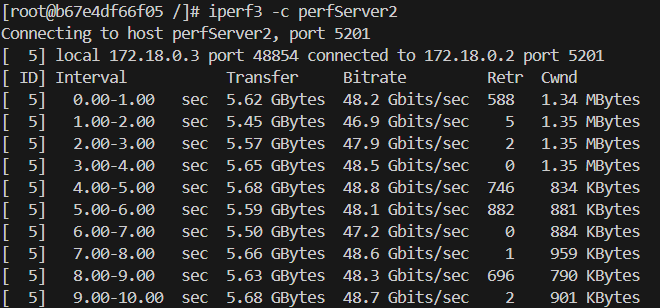 [root@b67e4df66f05 /]# iperf3 -c perfServer2
Connecting to host perfServer2, port 5201
[  5] local 172.18.0.3 port 48854 connected to 172.18.0.2 port 5201
[ ID] Interval           Transfer     Bitrate         Retr  Cwnd
[  5]   0.00-1.00   sec  5.62 GBytes  48.2 Gbits/sec  588   1.34 MBytes
[  5]   1.00-2.00   sec  5.45 GBytes  46.9 Gbits/sec    5   1.35 MBytes
[  5]   2.00-3.00   sec  5.57 GBytes  47.9 Gbits/sec    2   1.35 MBytes
[  5]   3.00-4.00   sec  5.65 GBytes  48.5 Gbits/sec    0   1.35 MBytes
[  5]   4.00-5.00   sec  5.68 GBytes  48.8 Gbits/sec  746    834 KBytes
[  5]   5.00-6.00   sec  5.59 GBytes  48.1 Gbits/sec  882    881 KBytes
[  5]   6.00-7.00   sec  5.50 GBytes  47.2 Gbits/sec    0    884 KBytes
[  5]   7.00-8.00   sec  5.66 GBytes  48.6 Gbits/sec    1    959 KBytes
[  5]   8.00-9.00   sec  5.63 GBytes  48.3 Gbits/sec  696    790 KBytes
[  5]   9.00-10.00  sec  5.68 GBytes  48.7 Gbits/sec    2    901 KBytes